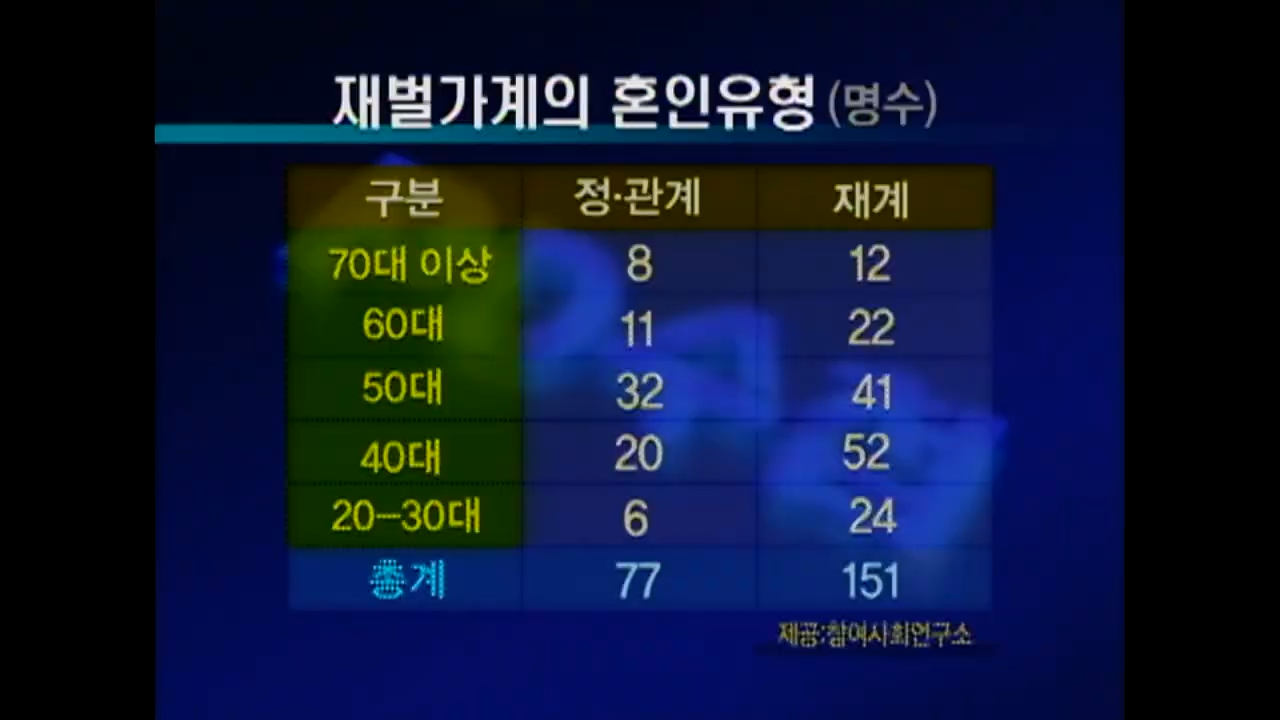 재벌가계의 혼인유형(명수)
구분 정·관계 재계
70대 이상 8 12
60대 11 22
50대 32 41
40대 20 52
20-30대 6 24
총계 77 151
제공:참여사회연구소